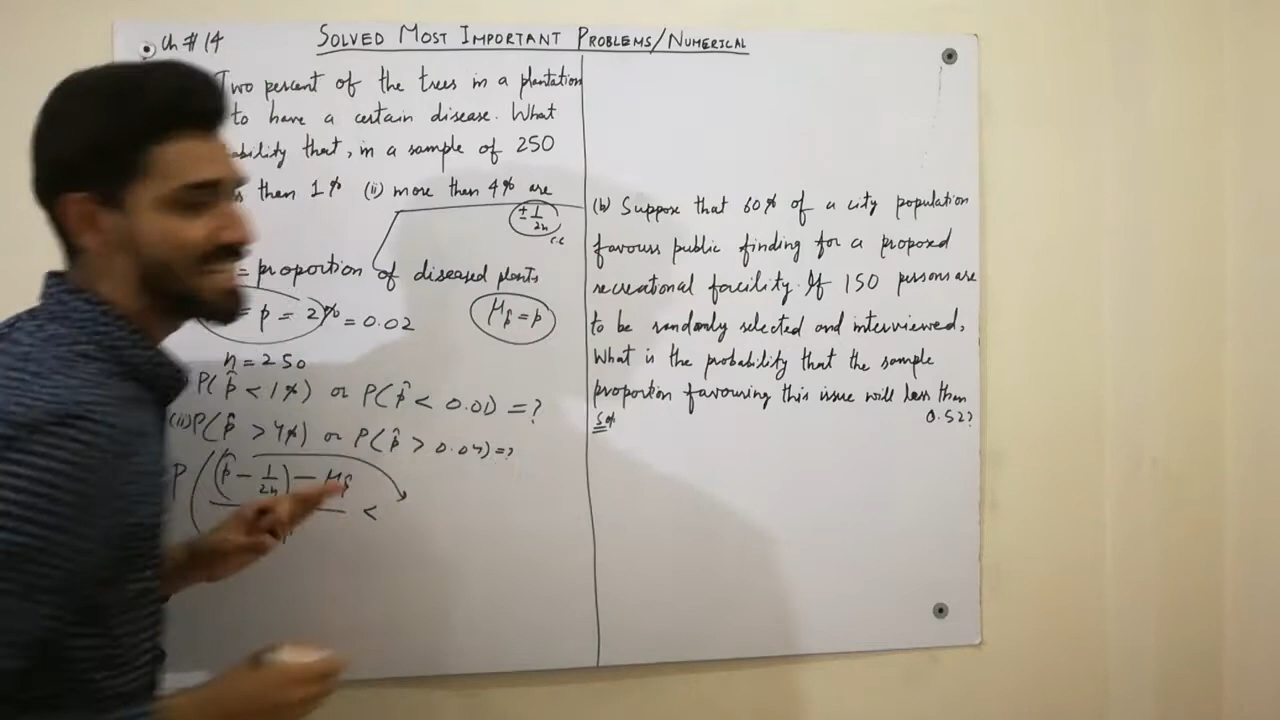 Ch # 14
SOLVED MOST IMPORTANT PROBLEMS/NUMERICAL
Two percent of the trees in a plantation
to have a certain disease. What
that, in a sample of 250
than 1% (ii) more than 4% are
± 1/2n
c.c
= proportion of diseased plants
= p = 2% = 0.02
μp̂ = p
n = 250
P(p̂ < 1%) or P(p̂ < 0.01) = ?
(ii) P(p̂ > 4%) or P(p̂ > 0.04) = ?
P((p̂ - 1/2n) - μp̂ <
(b) Suppose that 60% of a city population
favours public finding for a proposed
recreational facility. If 150 persons are
to be randomly selected and interviewed,
What is the probability that the sample
proportion favouring this issue will less than
0.52?
Sol